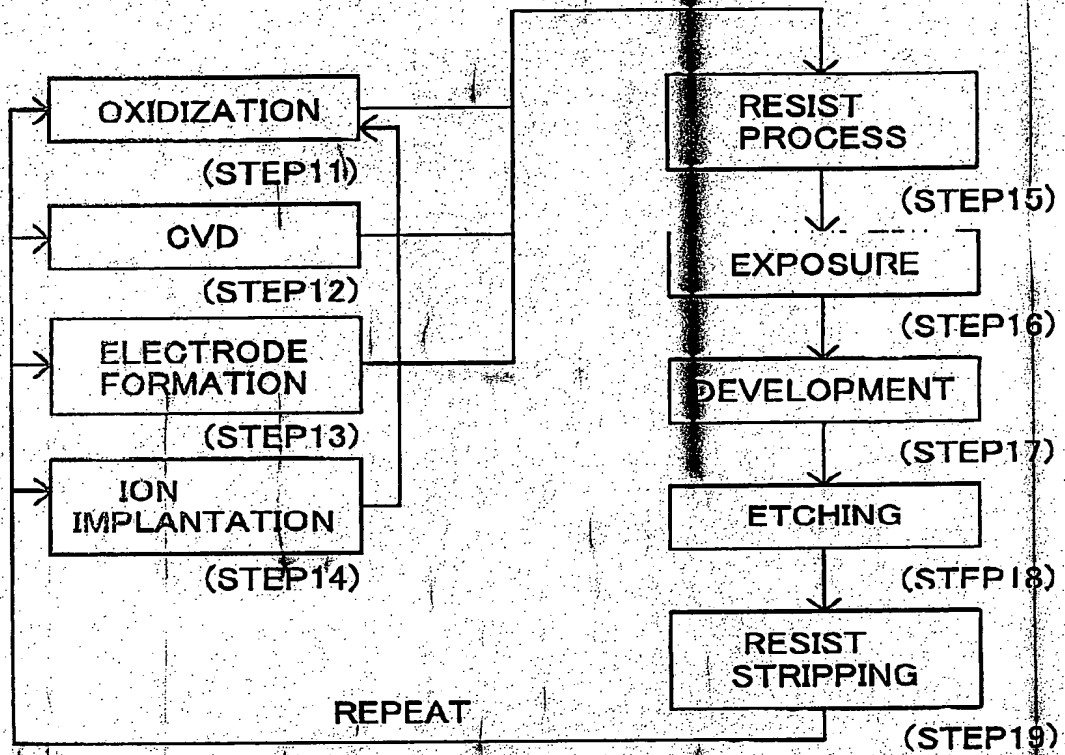 OXIDIZATION
(STEP11)
CVD
(STEP12)
ELECTRODE
FORMATION
(STEP13)
ION
IMPLANTATION
(STEP14)
RESIST
PROCESS
(STEP15)
EXPOSURE
(STEP16)
DEVELOPMENT
(STEP17)
ETCHING
(STEP18)
RESIST
STRIPPING
(STEP19)
REPEAT